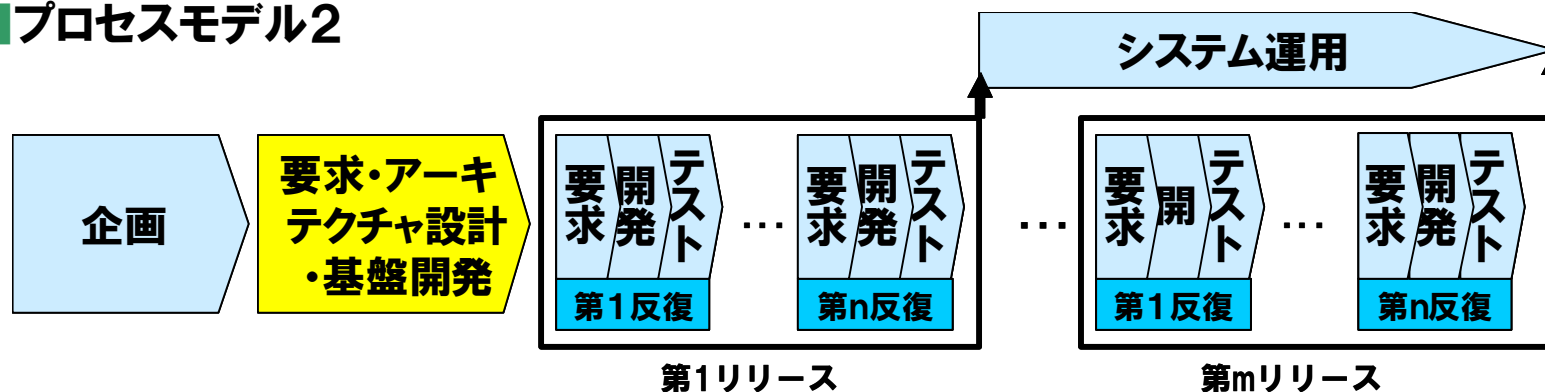 プロセスモデル2
システム運用
企画
要求・アーキ
テクチャ設計
・基盤開発
要求
開発
テスト
第1反復
…
要求
開発
テスト
第n反復
第1リリース
…
要求
開
テスト
第1反復
…
要求
開発
テスト
第n反復
第mリリース